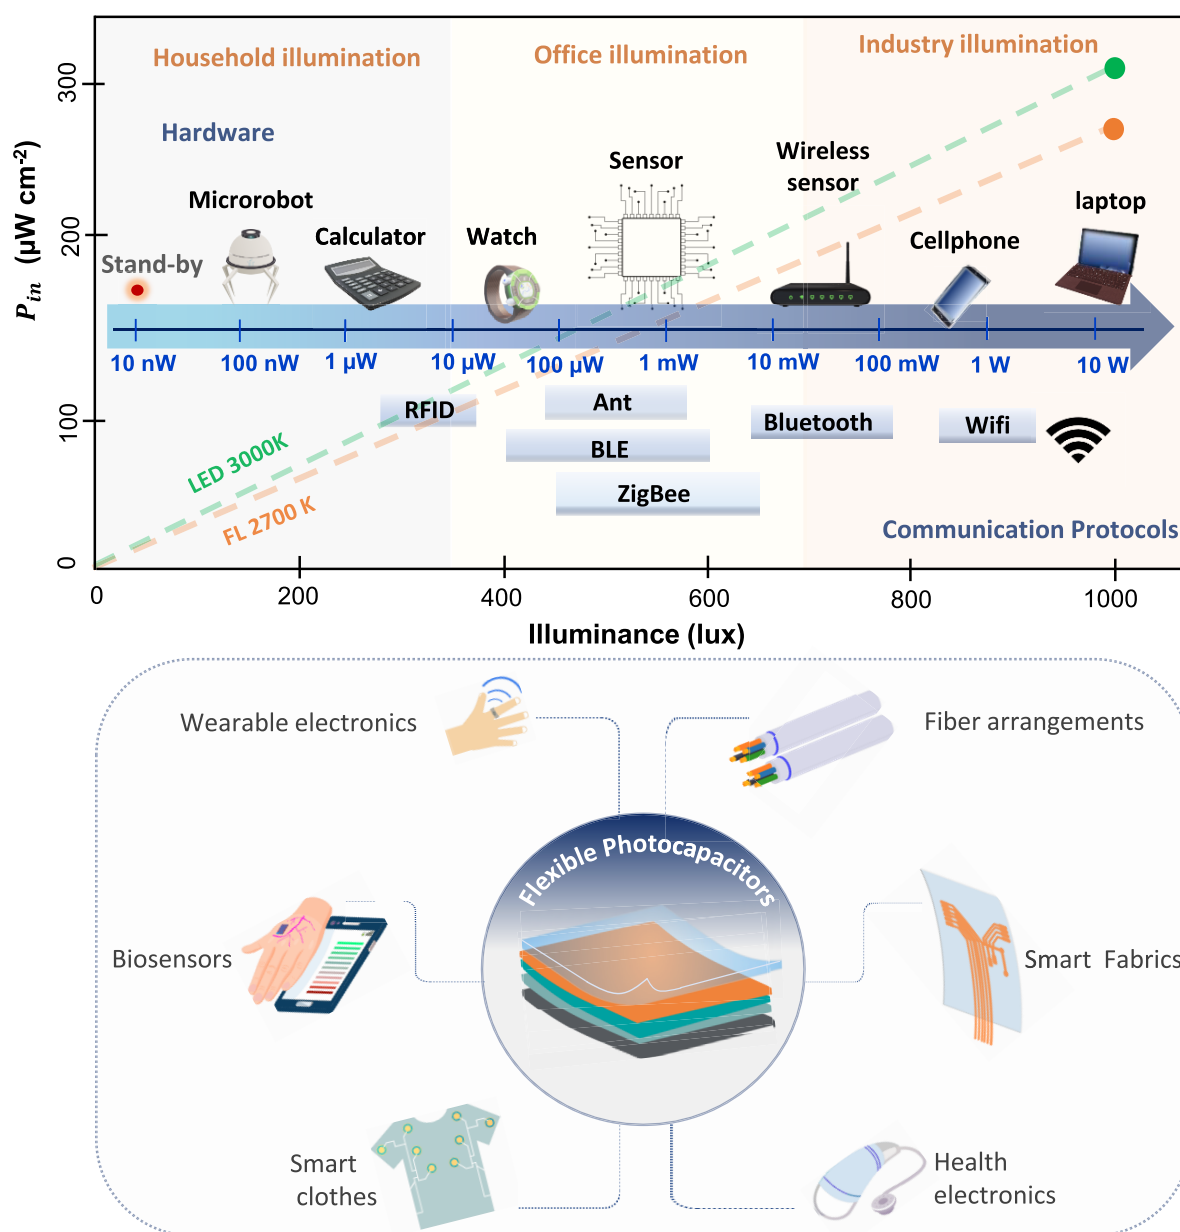 Household illumination
Office illumination
Industry illumination
300
200
100
0
P_in (µW cm-2)
Hardware
Stand-by
Microrobot
Calculator
Watch
Sensor
Wireless
sensor
Cellphone
laptop
10 nW
100 nW
1 µW
10 µW
100 µW
1 mW
10 mW
100 mW
1 W
10 W
RFID
Ant
BLE
ZigBee
Bluetooth
Wifi
LED 3000K
FL 2700 K
Communication Protocols
0
200
400
600
800
1000
Illuminance (lux)
Wearable electronics
Fiber arrangements
Flexible Photocapacitors
Biosensors
Smart Fabrics
Smart
clothes
Health
electronics